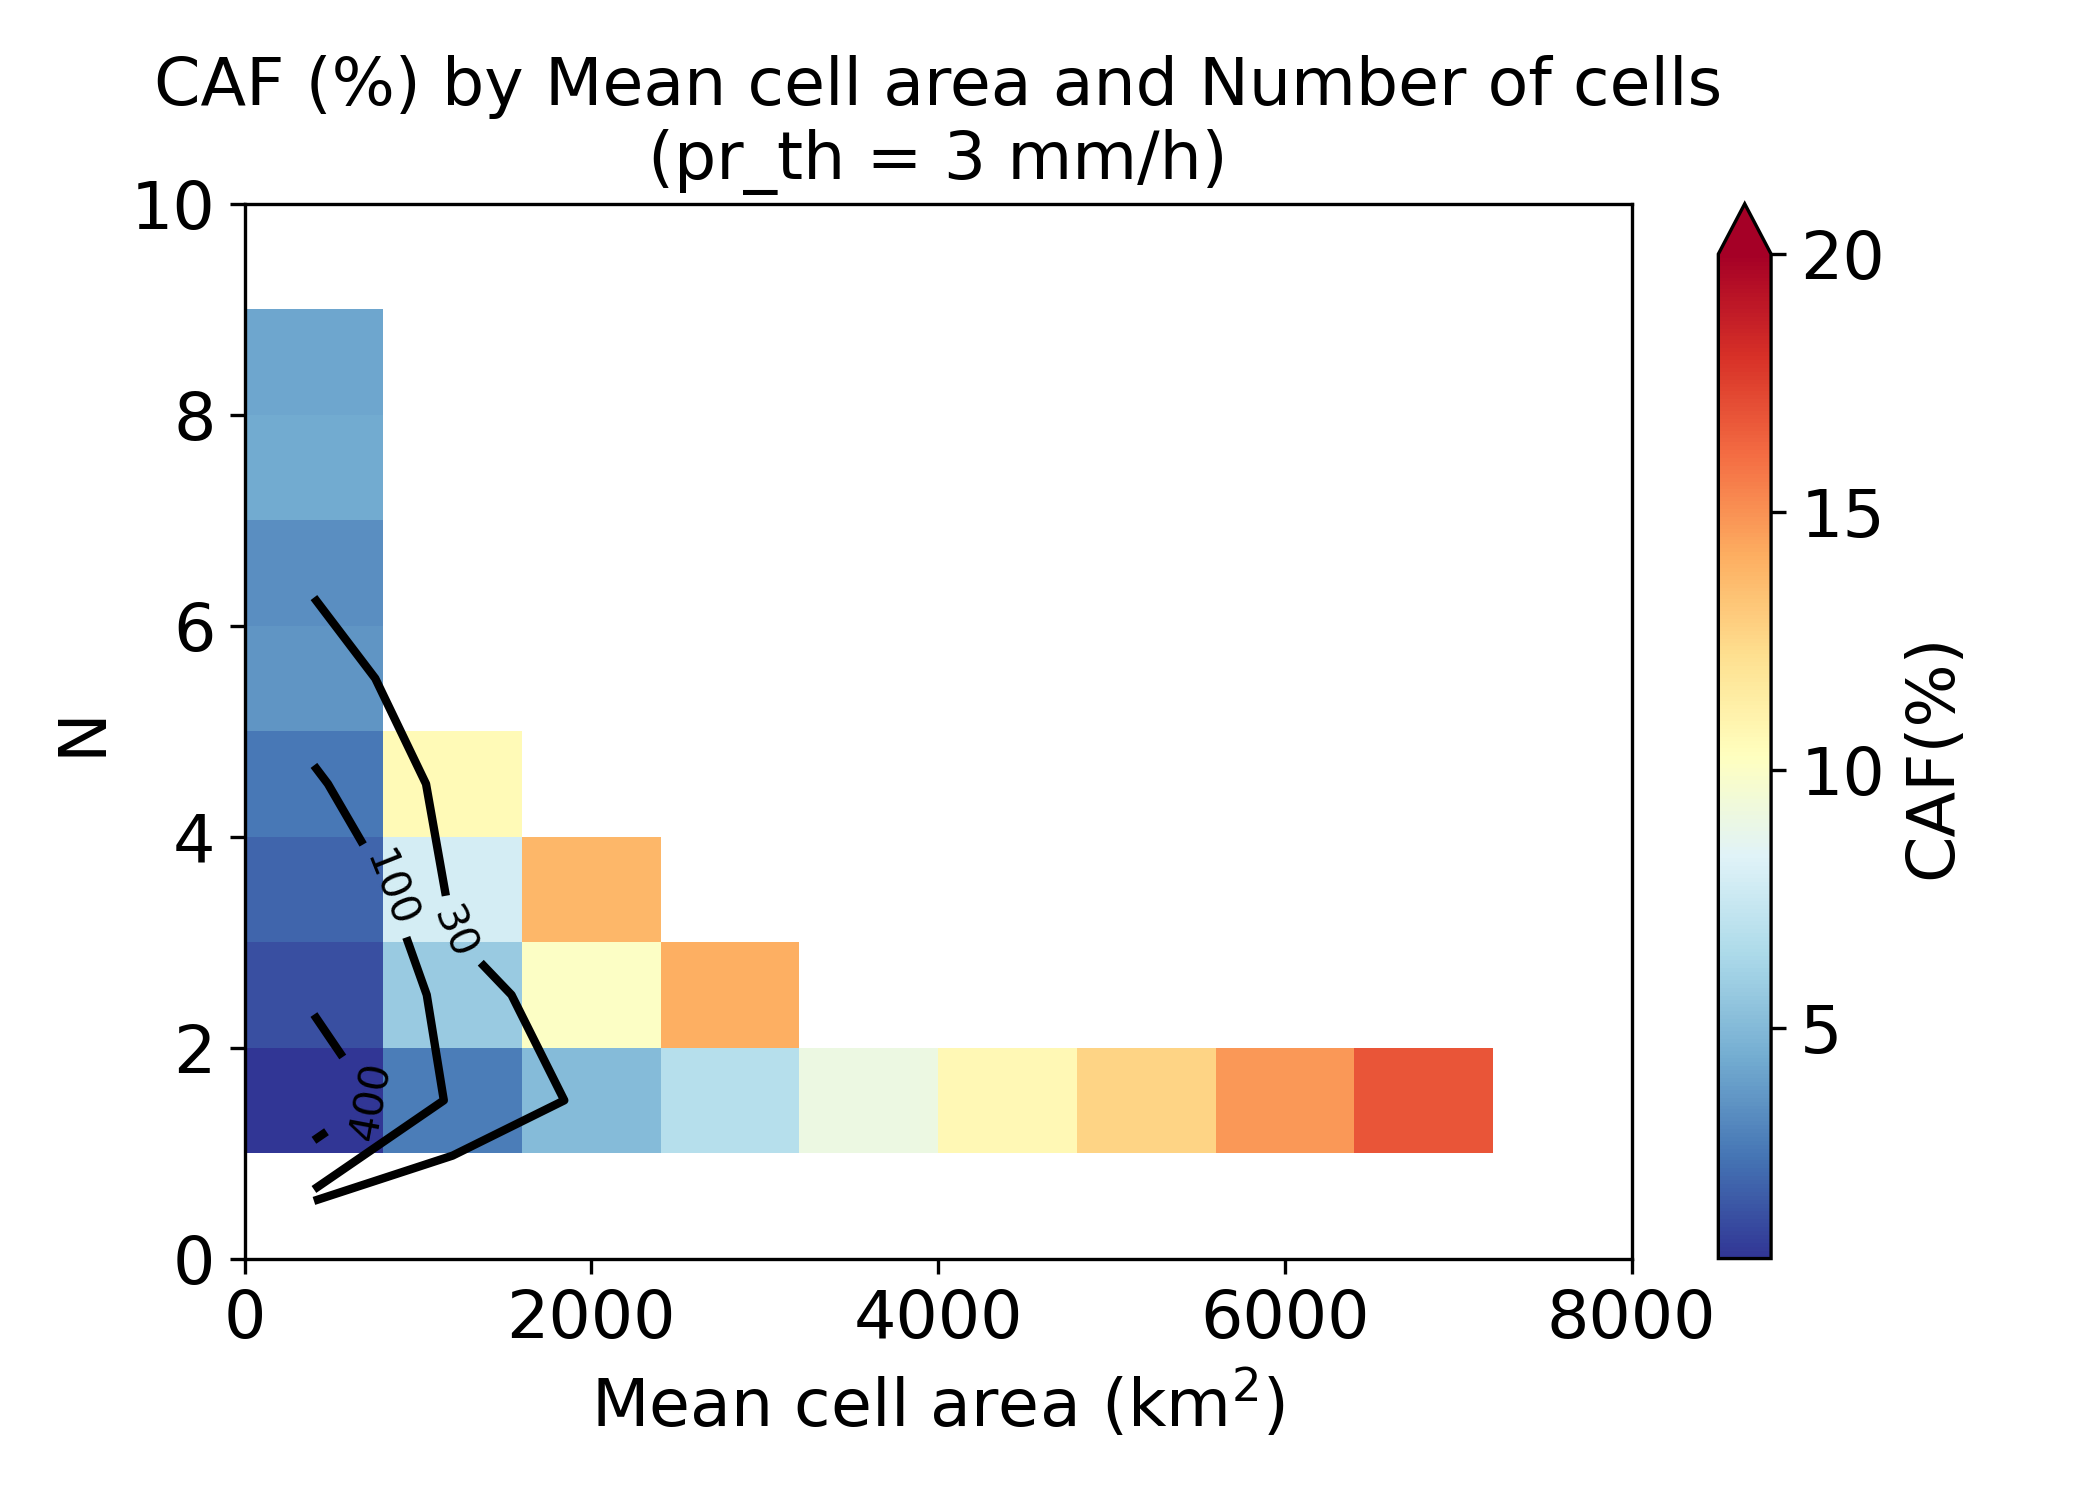 CAF (%) by Mean cell area and Number of cells
(pr_th = 3 mm/h)
10
8
6
4
2
0
N
100
30
400
0 2000 4000 6000 8000
Mean cell area (km²)
20
15
10
5
CAF(%)